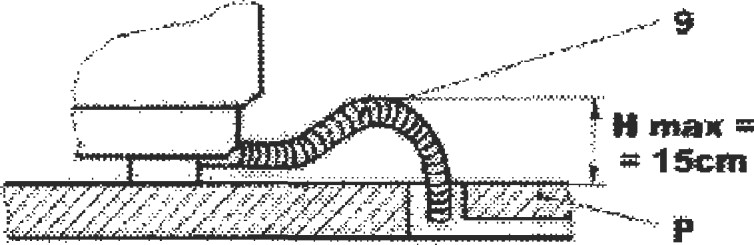 9
H max =
= 15cm
P